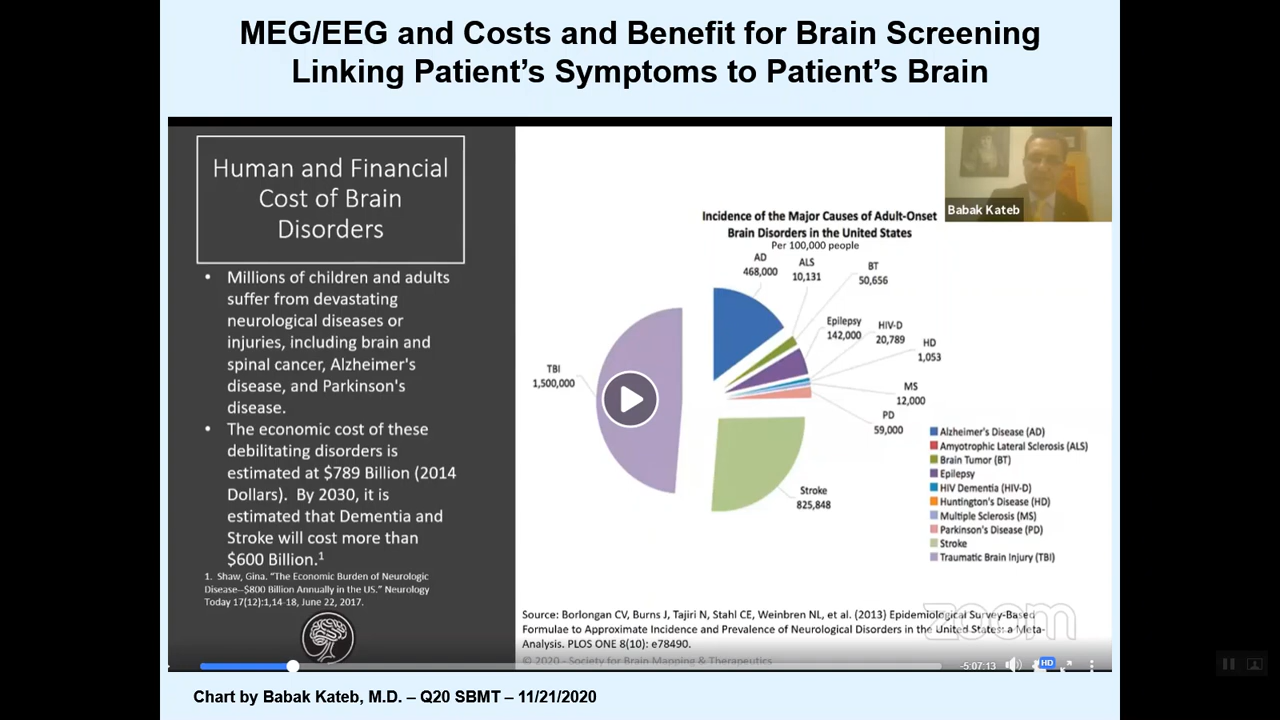 MEG/EEG and Costs and Benefit for Brain Screening
Linking Patient’s Symptoms to Patient’s Brain
Human and Financial
Cost of Brain
Disorders
• Millions of children and adults
suffer from devastating
neurological diseases or
injuries, including brain and
spinal cancer, Alzheimer's
disease, and Parkinson's
disease.
• The economic cost of these
debilitating disorders is
estimated at $789 Billion (2014
Dollars). By 2030, it is
estimated that Dementia and
Stroke will cost more than
$600 Billion.¹
1. Shaw, Gina. "The Economic Burden of Neurologic
Disease--$800 Billion Annually in the US." Neurology
Today 17(12):1,14-18, June 22, 2017.
Babak Kateb
Incidence of the Major Causes of Adult-Onset
Brain Disorders in the United States
Per 100,000 people
AD
468,000
ALS
10,131
BT
50,656
Epilepsy
142,000
HIV-D
20,789
HD
1,053
MS
12,000
PD
59,000
TBI
1,500,000
Stroke
825,848
Alzheimer's Disease (AD)
Amyotrophic Lateral Sclerosis (ALS)
Brain Tumor (BT)
Epilepsy
HIV Dementia (HIV-D)
Huntington's Disease (HD)
Multiple Sclerosis (MS)
Parkinson's Disease (PD)
Stroke
Traumatic Brain Injury (TBI)
zoom
Source: Borlongan CV, Burns J, Tajiri N, Stahl CE, Weinbren NL, et al. (2013) Epidemiological Survey-Based
Formulae to Approximate Incidence and Prevalence of Neurological Disorders in the United States: a Meta-
Analysis. PLOS ONE 8(10): e78490.
© 2020 - Society for Brain Mapping & Therapeutics
-5:07:13
HD
Chart by Babak Kateb, M.D. – Q20 SBMT – 11/21/2020